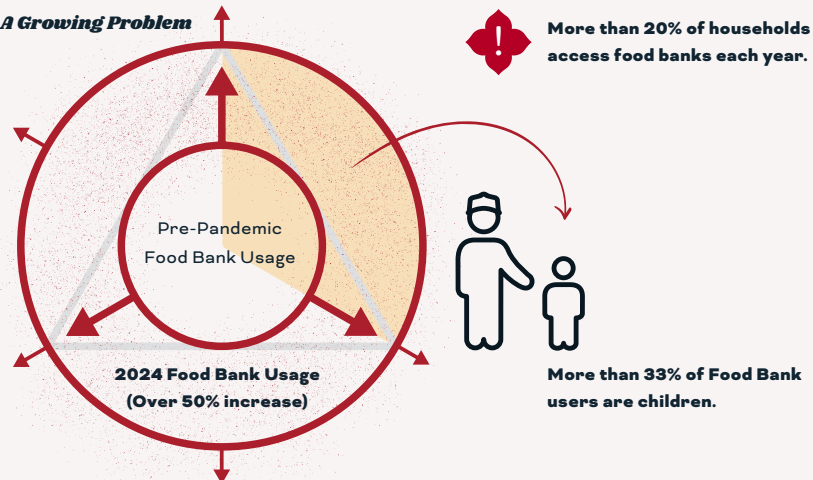 A Growing Problem
!
More than 20% of households
access food banks each year.
Pre-Pandemic
Food Bank Usage
2024 Food Bank Usage
(Over 50% increase)
More than 33% of Food Bank
users are children.